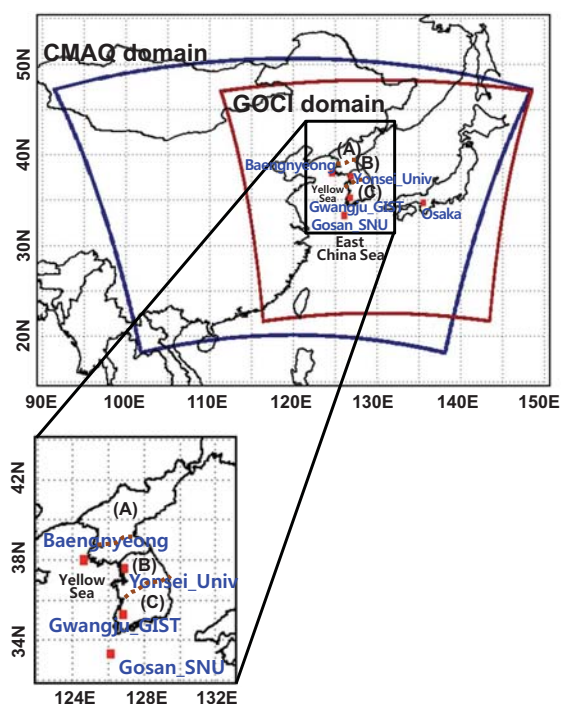 CMAQ domain
GOCI domain
50N
40N
30N
20N
(A)
Baengnyeong
(B)
Yonsei_Univ
Yellow
Sea
(C)
Gwangju_GIST
Osaka
Gosan_SNU
East
China Sea
90E 100E 110E 120E 130E 140E 150E
42N
38N
34N
(A)
Baengnyeong
(B)
Yellow
Sea
Yonsei_Univ
(C)
Gwangju_GIST
Gosan_SNU
124E 128E 132E